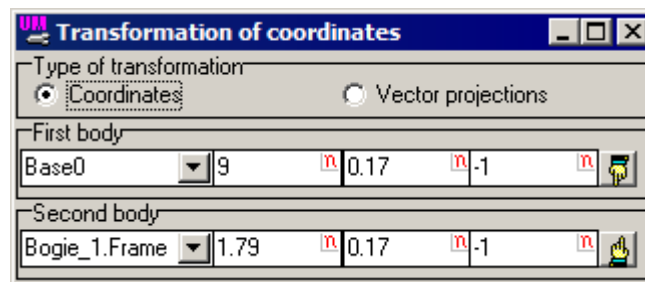 UM Transformation of coordinates
Type of transformation
Coordinates Vector projections
First body
Base0 9 n 0.17 n -1 n
Second body
Bogie_1.Frame 1.79 n 0.17 n -1 n